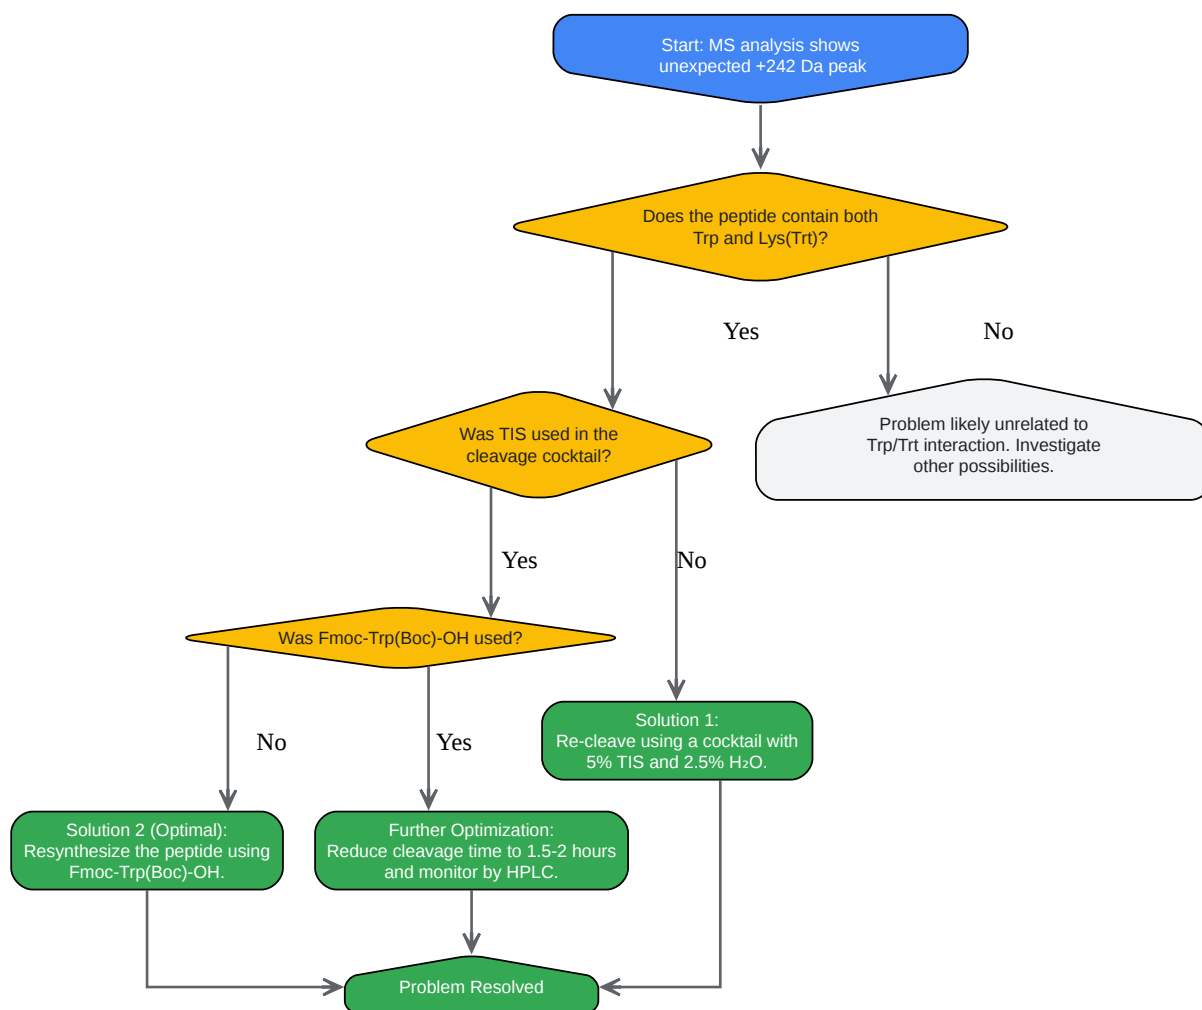 Start: MS analysis shows
unexpected +242 Da peak
Does the peptide contain both
Trp and Lys(Trt)?
Yes
No
Was TIS used in the
cleavage cocktail?
Problem likely unrelated to
Trp/Trt interaction. Investigate
other possibilities.
Yes
No
Was Fmoc-Trp(Boc)-OH used?
No
Yes
Solution 1:
Re-cleave using a cocktail with
5% TIS and 2.5% H₂O.
Solution 2 (Optimal):
Resynthesize the peptide using
Fmoc-Trp(Boc)-OH.
Further Optimization:
Reduce cleavage time to 1.5-2 hours
and monitor by HPLC.
Problem Resolved